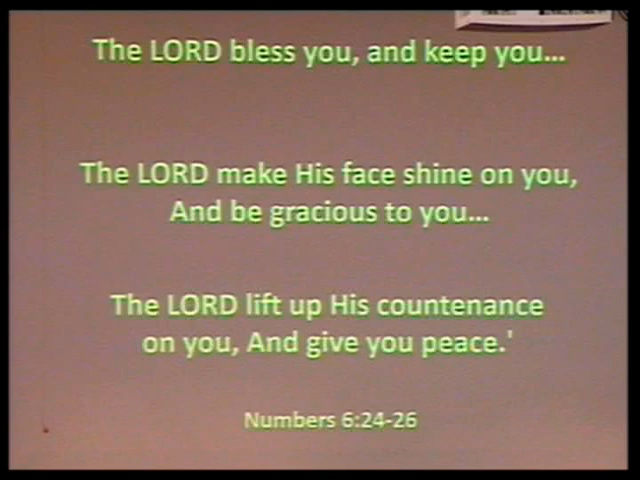 The LORD bless you, and keep you...
The LORD make His face shine on you,
And be gracious to you...
The LORD lift up His countenance
on you, And give you peace.'
Numbers 6:24-26